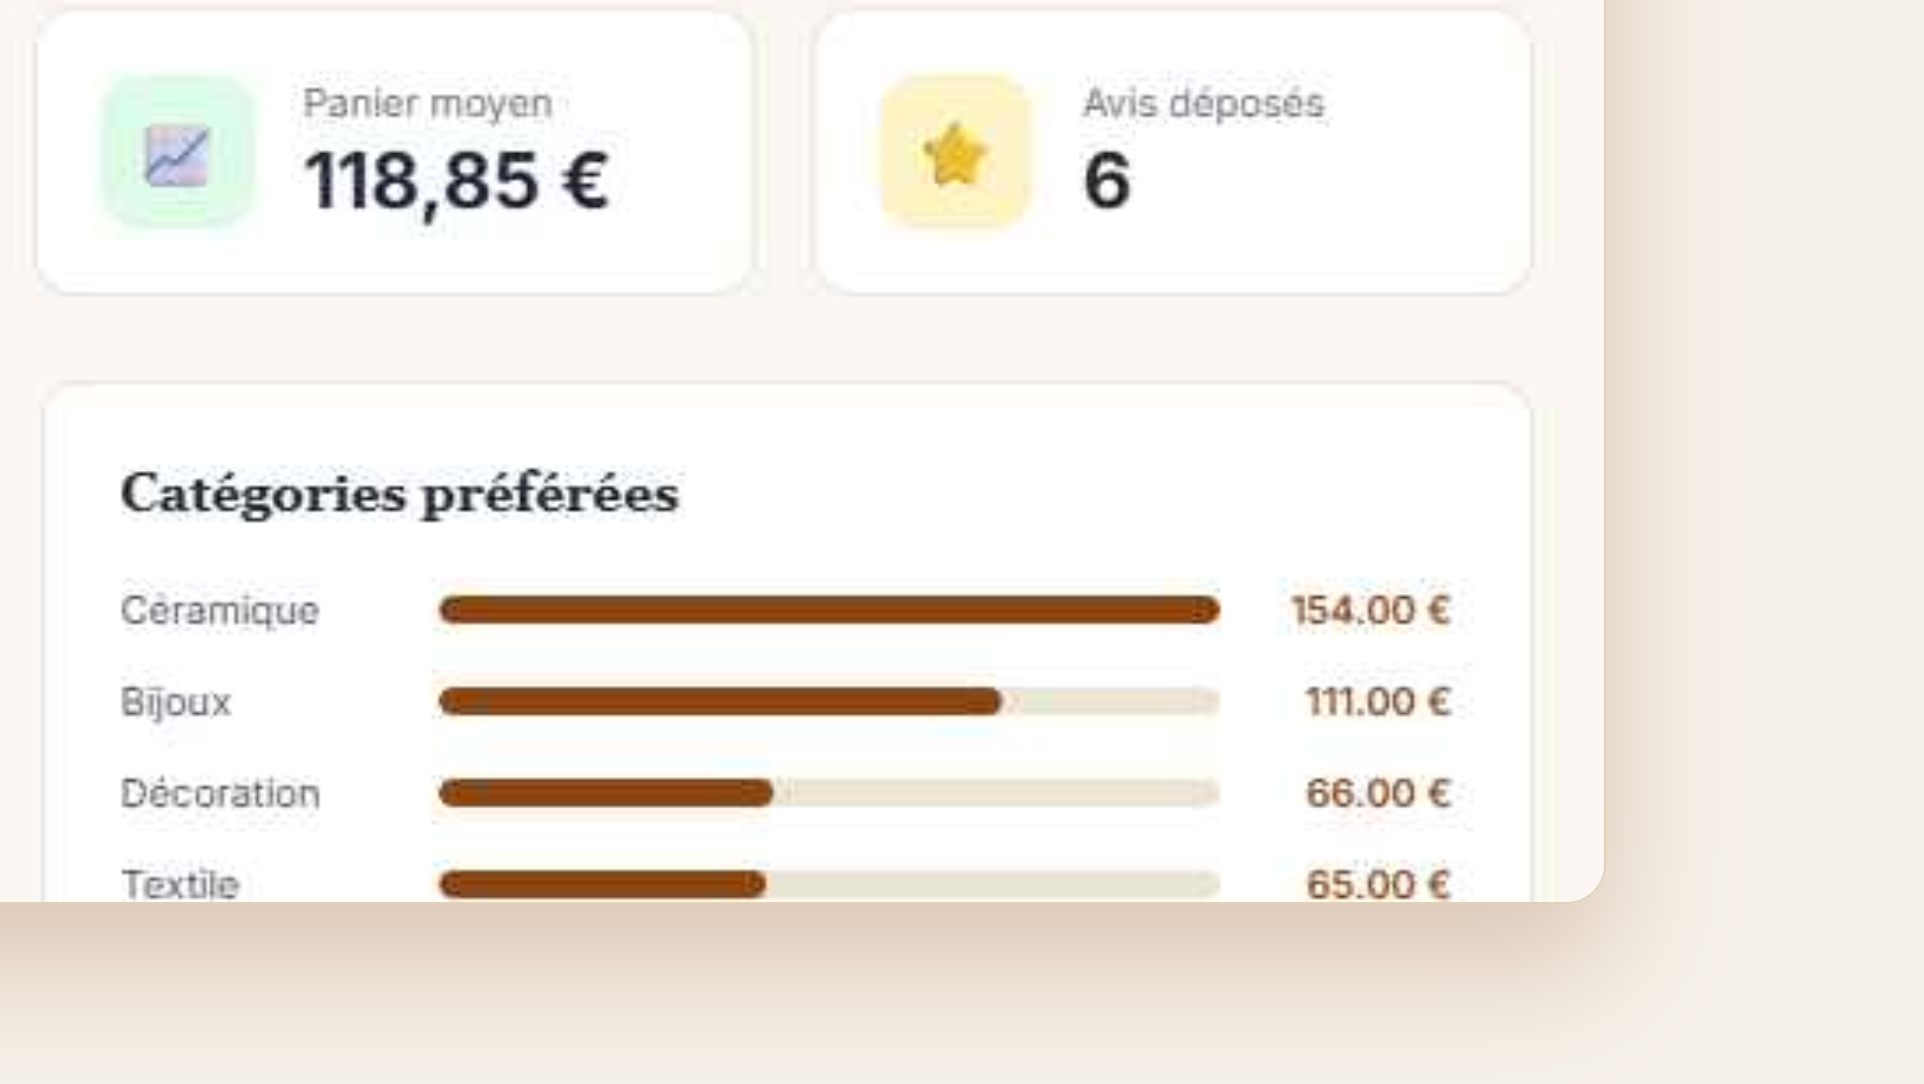 Panier moyen
118,85 €
Avis déposés
6
Catégories préférées
Céramique 154.00 €
Bijoux 111.00 €
Décoration 66.00 €
Textile 65.00 €